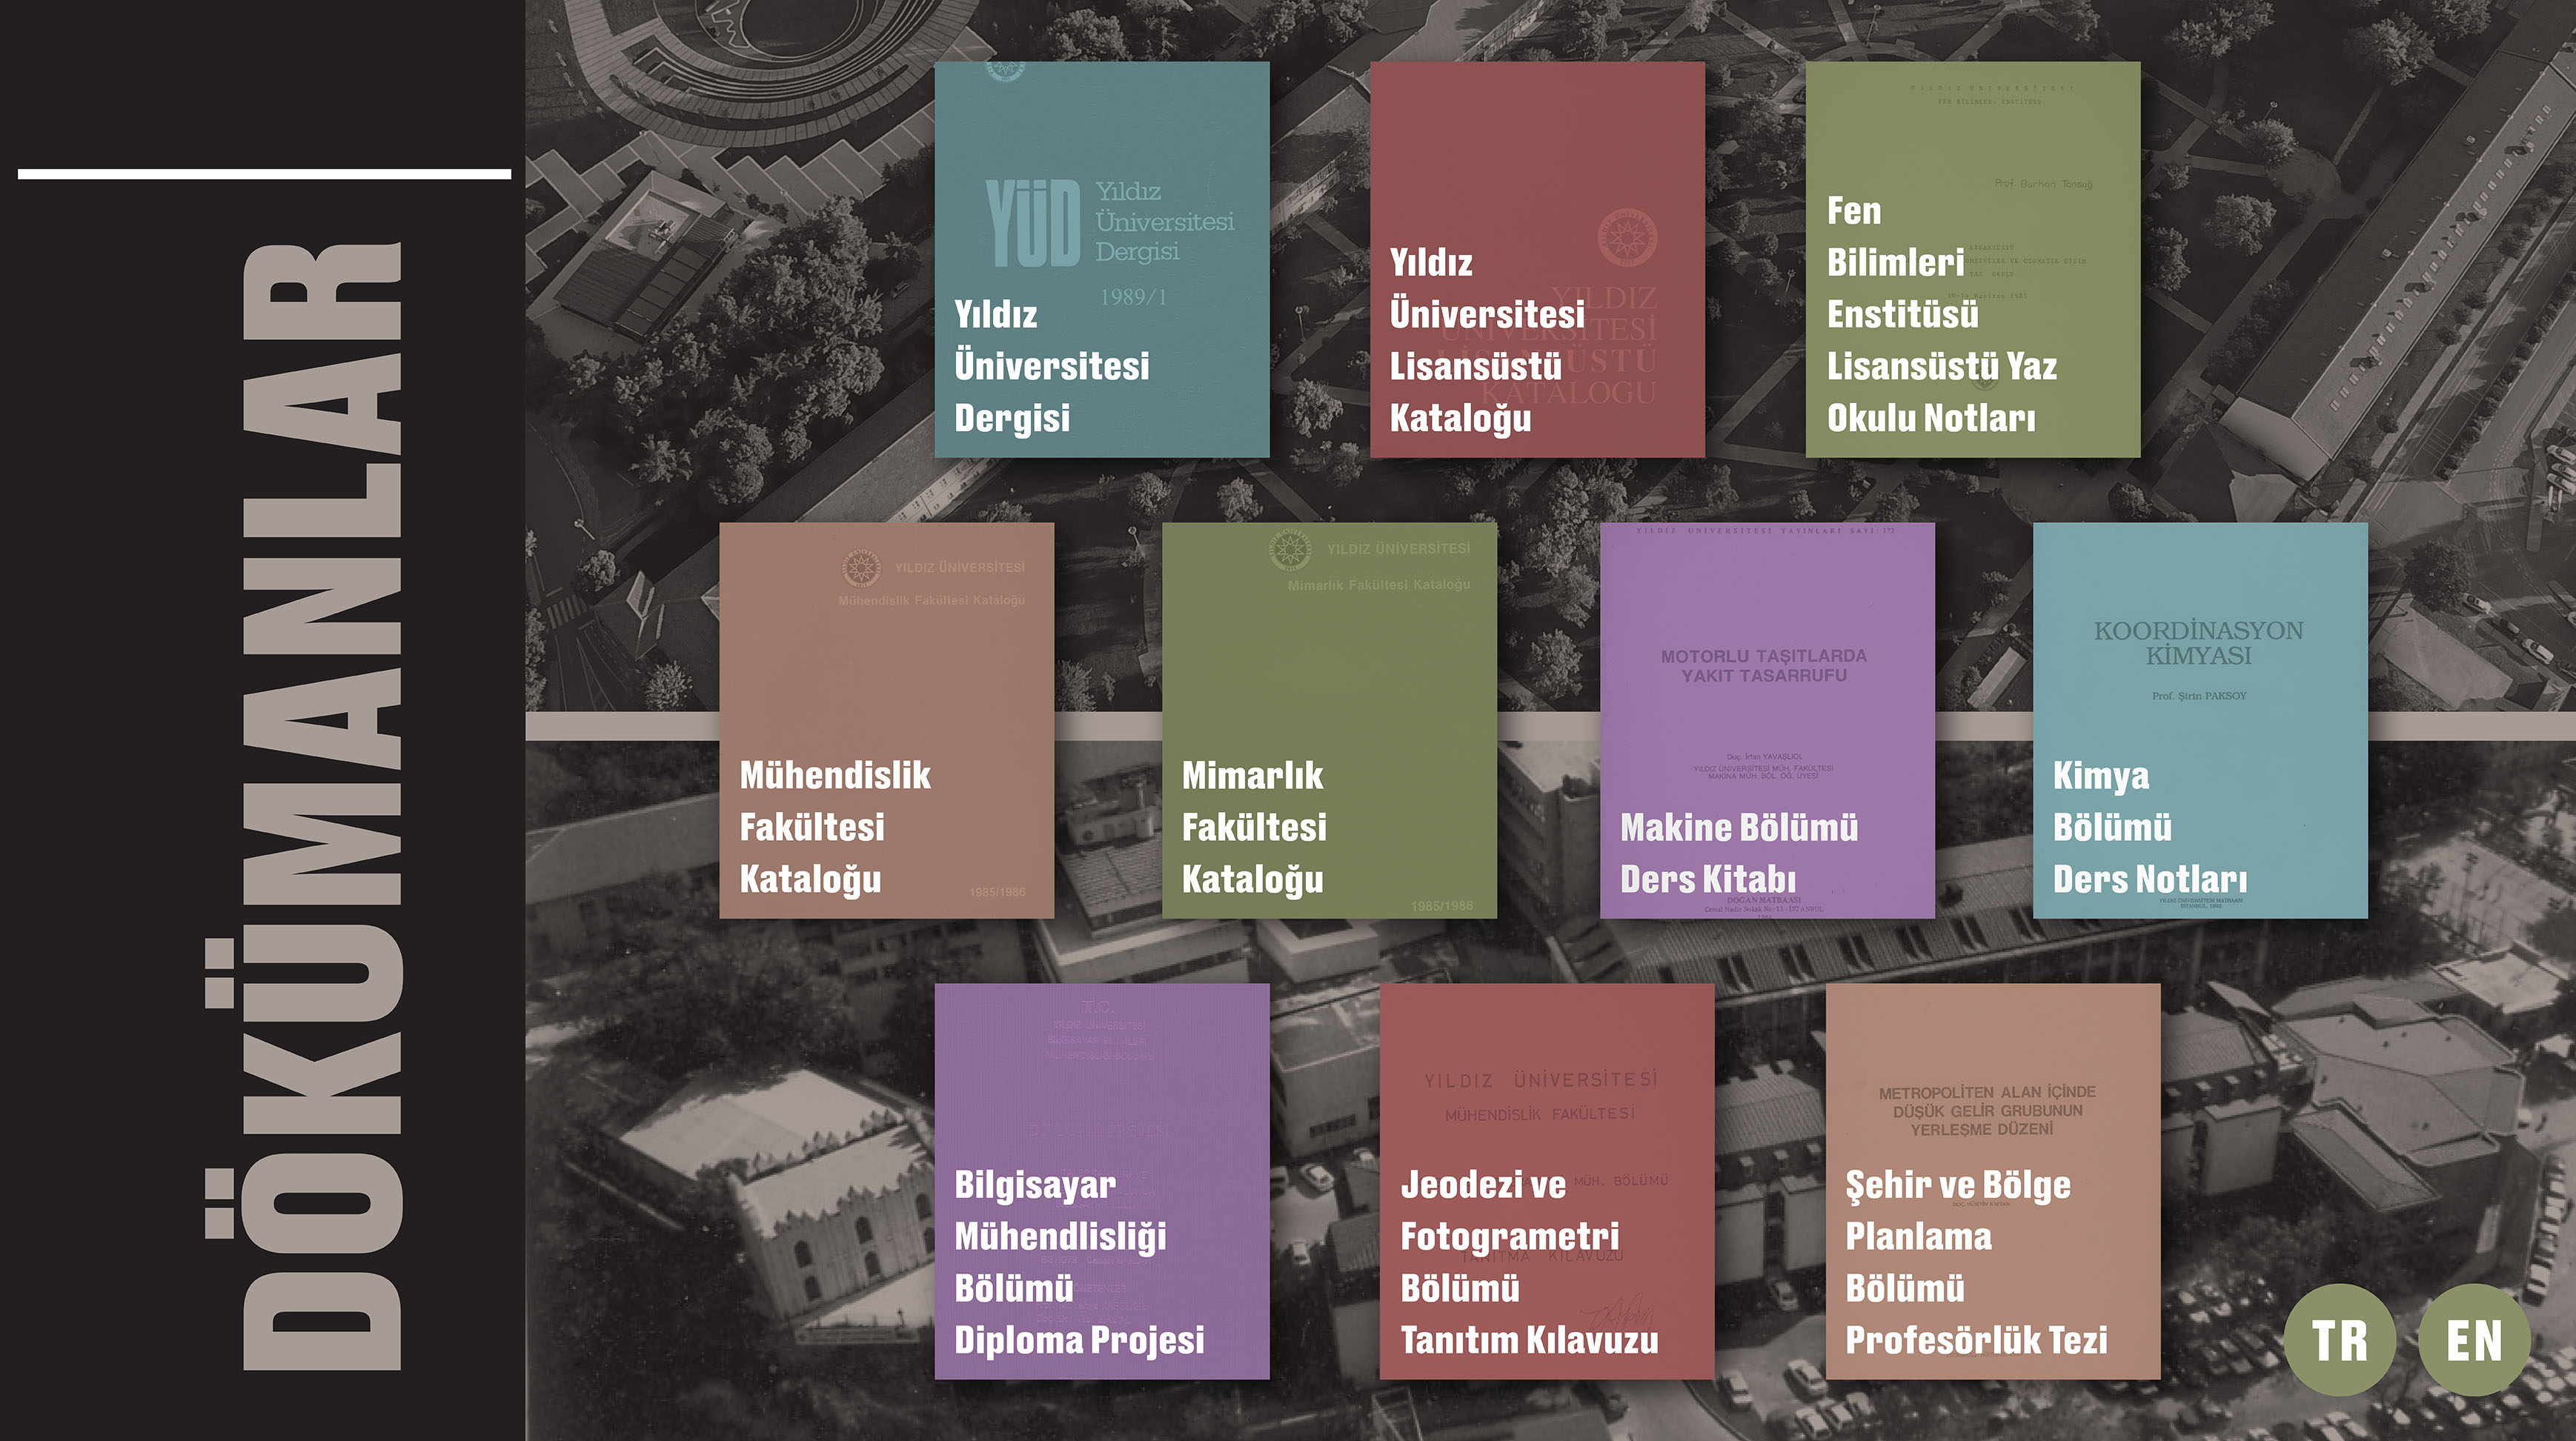 DÖKÜMANLAR
YÜD
Yıldız
Üniversitesi
Dergisi
1989/1
Yıldız
Üniversitesi
Dergisi
YILDIZ
ÜNİVERSİTESİ
LİSANSÜSTÜ
KATALOGU
Yıldız
Üniversitesi
Lisansüstü
Kataloğu
YILDIZ ÜNİVERSİTESİ
FEN BİLİMLERİ ENSTİTÜSÜ
Prof. Burhan Tansuğ
YAZ OKULU
Fen
Bilimleri
Enstitüsü
Lisansüstü Yaz
Okulu Notları
YILDIZ ÜNİVERSİTESİ
Mühendislik Fakültesi Kataloğu
Mühendislik
Fakültesi
Kataloğu
1985/1986
YILDIZ ÜNİVERSİTESİ
Mimarlık Fakültesi Kataloğu
Mimarlık
Fakültesi
Kataloğu
1985/1986
YILDIZ ÜNİVERSİTESİ YAYINLARI SAYI: 172
MOTORLU TAŞITLARDA
YAKIT TASARRUFU
Doç. İrfan YAVAŞLIOL
YILDIZ ÜNİVERSİTESİ MÜH. FAKÜLTESİ
MAKİNA MÜH. BÖL. ÖĞ. ÜYESİ
Makine Bölümü
Ders Kitabı
DOĞAN MATBAASI
KOORDİNASYON
KİMYASI
Prof. Şirin PAKSOY
Kimya
Bölümü
Ders Notları
T.C.
YILDIZ ÜNİVERSİTESİ
BİLGİSAYAR BİLİMLERİ
MÜHENDİSLİĞİ BÖLÜMÜ
DİPLOMA PROJESİ
Bilgisayar
Mühendlisliği
Bölümü
Diploma Projesi
YILDIZ ÜNİVERSİTESİ
MÜHENDİSLİK FAKÜLTESİ
MÜH. BÖLÜMÜ
TANITMA KILAVUZU
Jeodezi ve
Fotogrametri
Bölümü
Tanıtım Kılavuzu
METROPOLİTEN ALAN İÇİNDE
DÜŞÜK GELİR GRUBUNUN
YERLEŞME DÜZENİ
Şehir ve Bölge
Planlama
Bölümü
Profesörlük Tezi
TR
EN